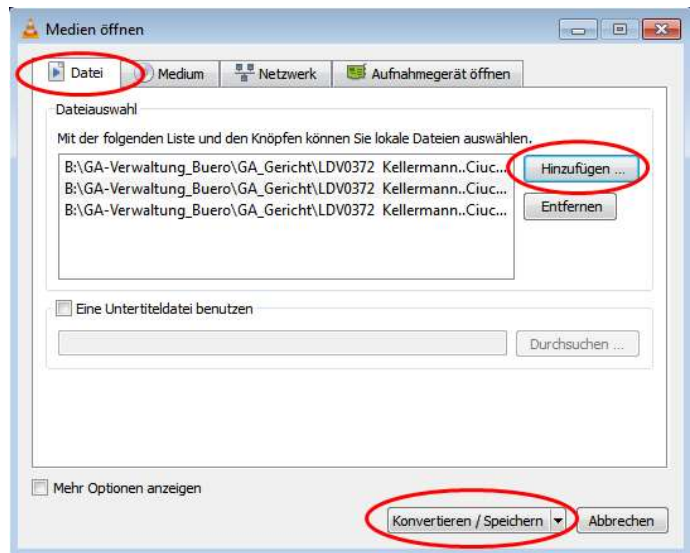 Medien öffnen
Datei
Medium
Netzwerk
Aufnahmegerät öffnen
Dateiauswahl
Mit der folgenden Liste und den Knöpfen können Sie lokale Dateien auswählen.
B:\GA-Verwaltung_Buero\GA_Gericht\LDV0372 Kellermann..Ciuc...
B:\GA-Verwaltung_Buero\GA_Gericht\LDV0372 Kellermann..Ciuc...
B:\GA-Verwaltung_Buero\GA_Gericht\LDV0372 Kellermann..Ciuc...
Hinzufügen ...
Entfernen
Eine Untertiteldatei benutzen
Durchsuchen ...
Mehr Optionen anzeigen
Konvertieren / Speichern
Abbrechen